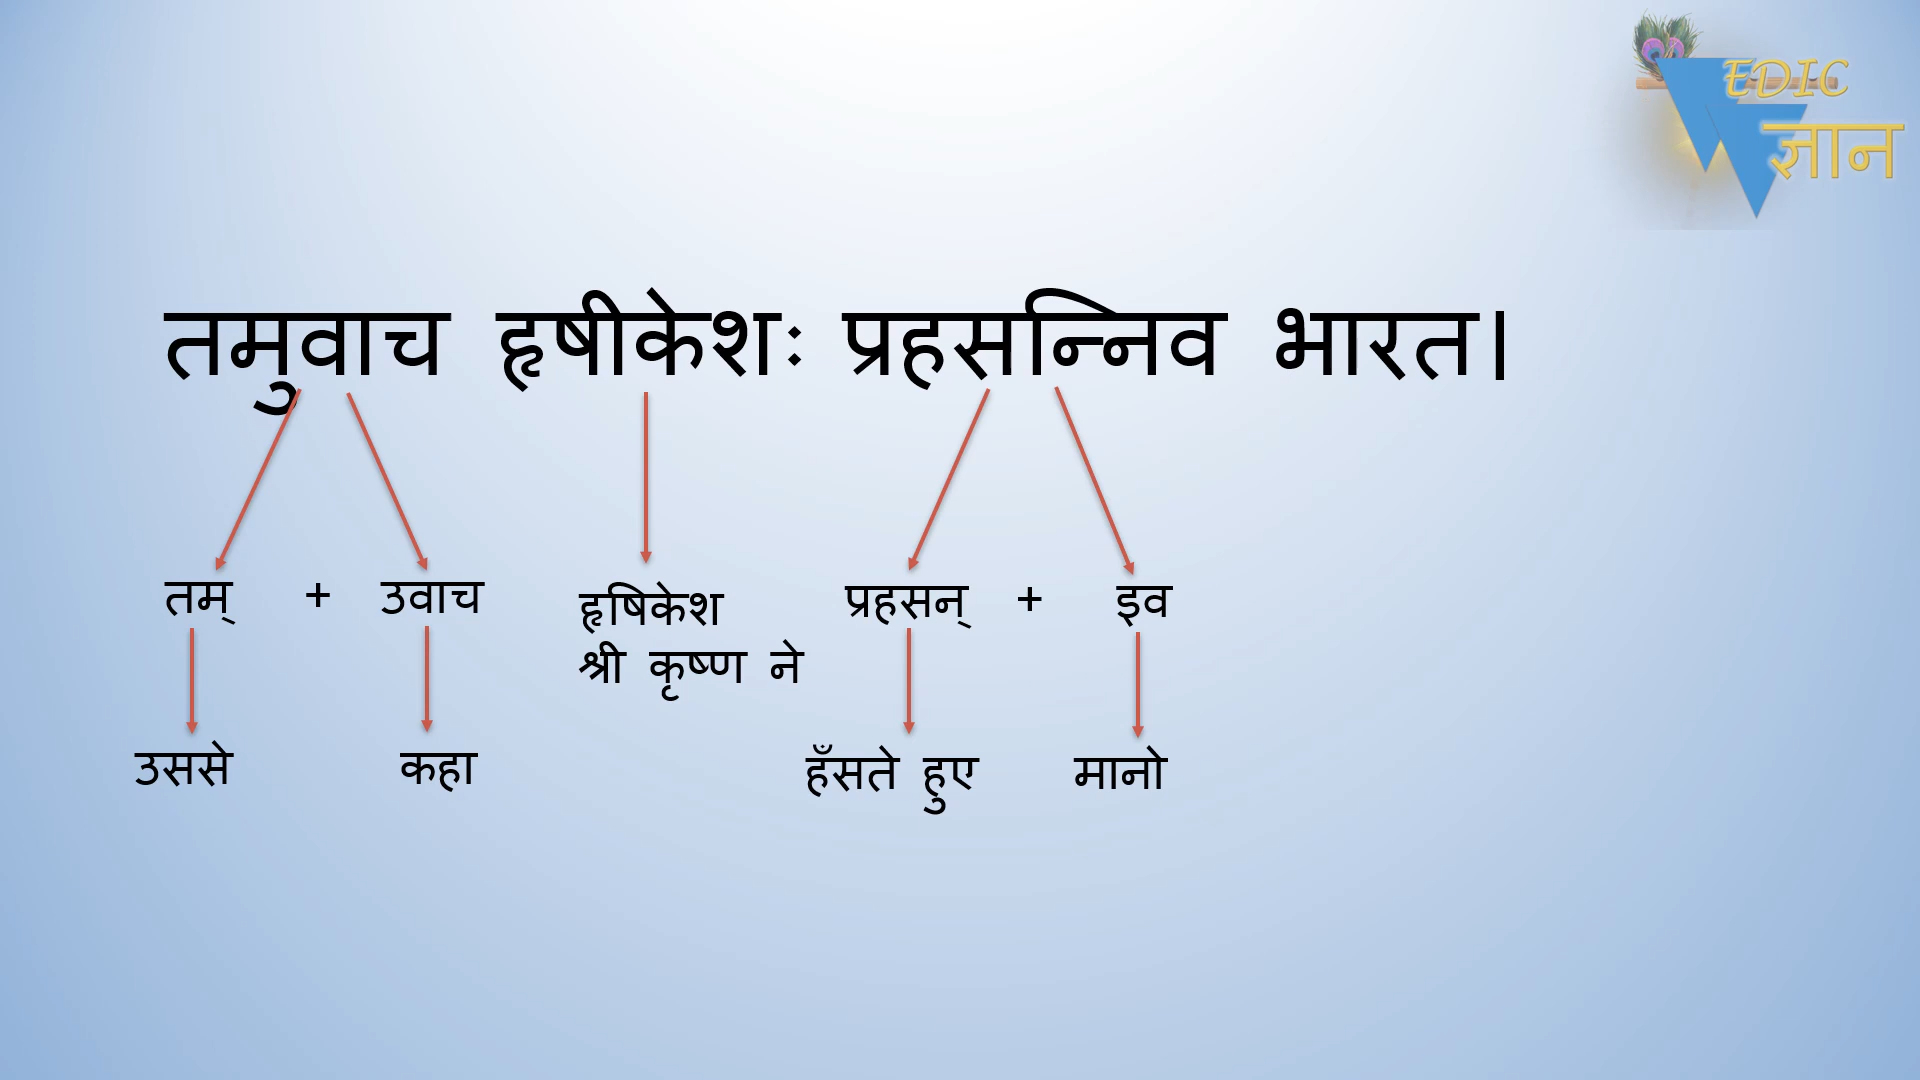 EDIC
ज्ञान
तमुवाच हृषीकेशः प्रहसन्निव भारत।
तम् + उवाच
हृषिकेश
श्री कृष्ण ने
प्रहसन् + इव
उससे कहा
हँसते हुए मानो